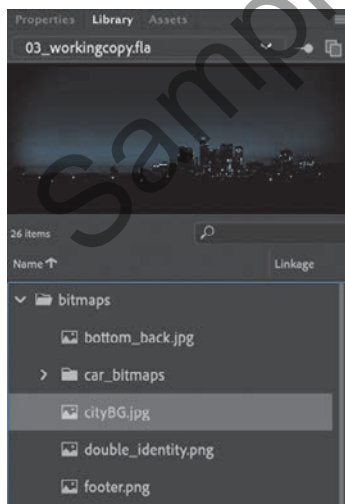 Properties Library Assets
03_workingcopy.fla
Sample
26 items
Name Linkage
bitmaps
bottom_back.jpg
car_bitmaps
cityBG.jpg
double_identity.png
footer.png